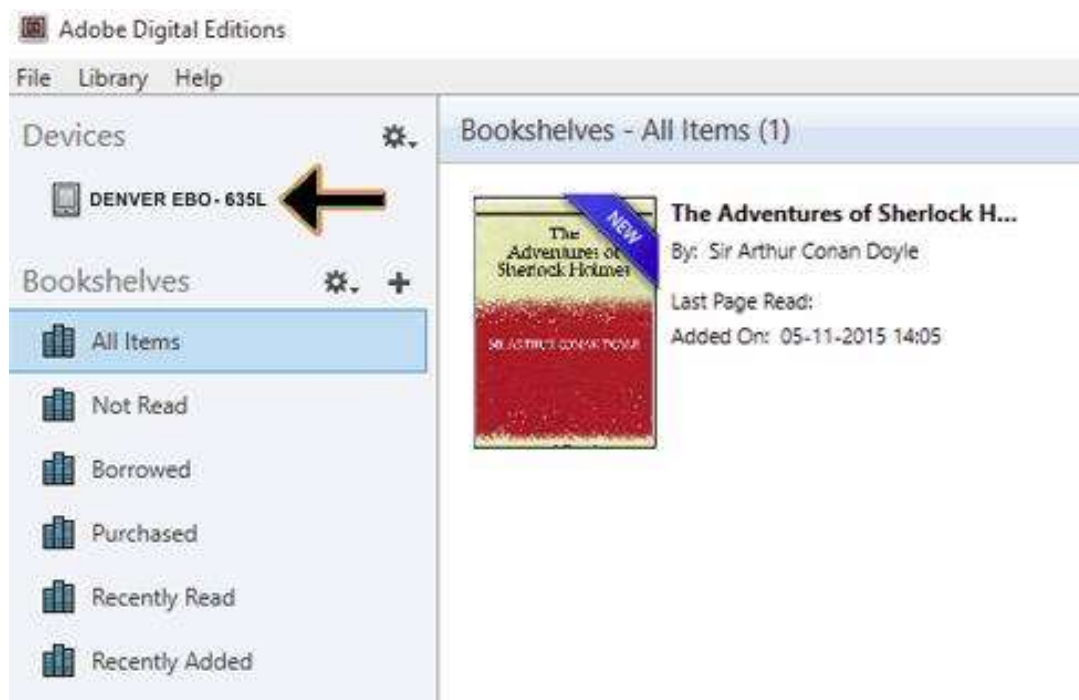 Adobe Digital Editions
File Library Help
Devices
DENVER EBO- 635L
Bookshelves
All Items
Not Read
Borrowed
Purchased
Recently Read
Recently Added
Bookshelves - All Items (1)
NEW
The
Adventures of
Sherlock Holmes
SIR ARTHUR CONAN DOYLE
The Adventures of Sherlock H...
By: Sir Arthur Conan Doyle
Last Page Read:
Added On: 05-11-2015 14:05